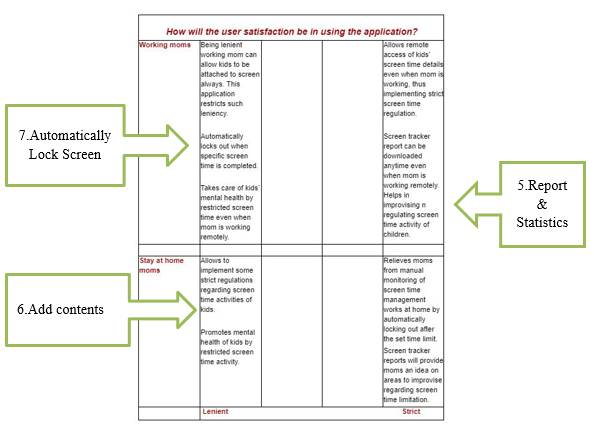 How will the user satisfaction be in using the application?
Working moms
Being lenient
working mom can
allow kids to be
attached to screen
always. This
application
restricts such
leniency.
Automatically
locks out when
specific screen
time is completed.
Takes care of kids'
mental health by
restricted screen
time even when
mom is working
remotely.
Allows remote
access of kids'
screen time details
even when mom is
working, thus
implementing strict
screen time
regulation.
Screen tracker
report can be
downloaded
anytime even
when mom is
working remotely.
Helps in
improvising n
regulating screen
time activity of
children.
7.Automatically
Lock Screen
5.Report
&
Statistics
Stay at home
moms
Allows to
implement some
strict regulations
regarding screen
time activities of
kids.
Promotes mental
health of kids by
restricted screen
time activity.
Relieves moms
from manual
monitoring of
screen time
management
works at home by
automatically
locking out after
the set time limit.
Screen tracker
reports will provide
moms an idea on
areas to improvise
regarding screen
time limitation.
6.Add contents
Lenient
Strict